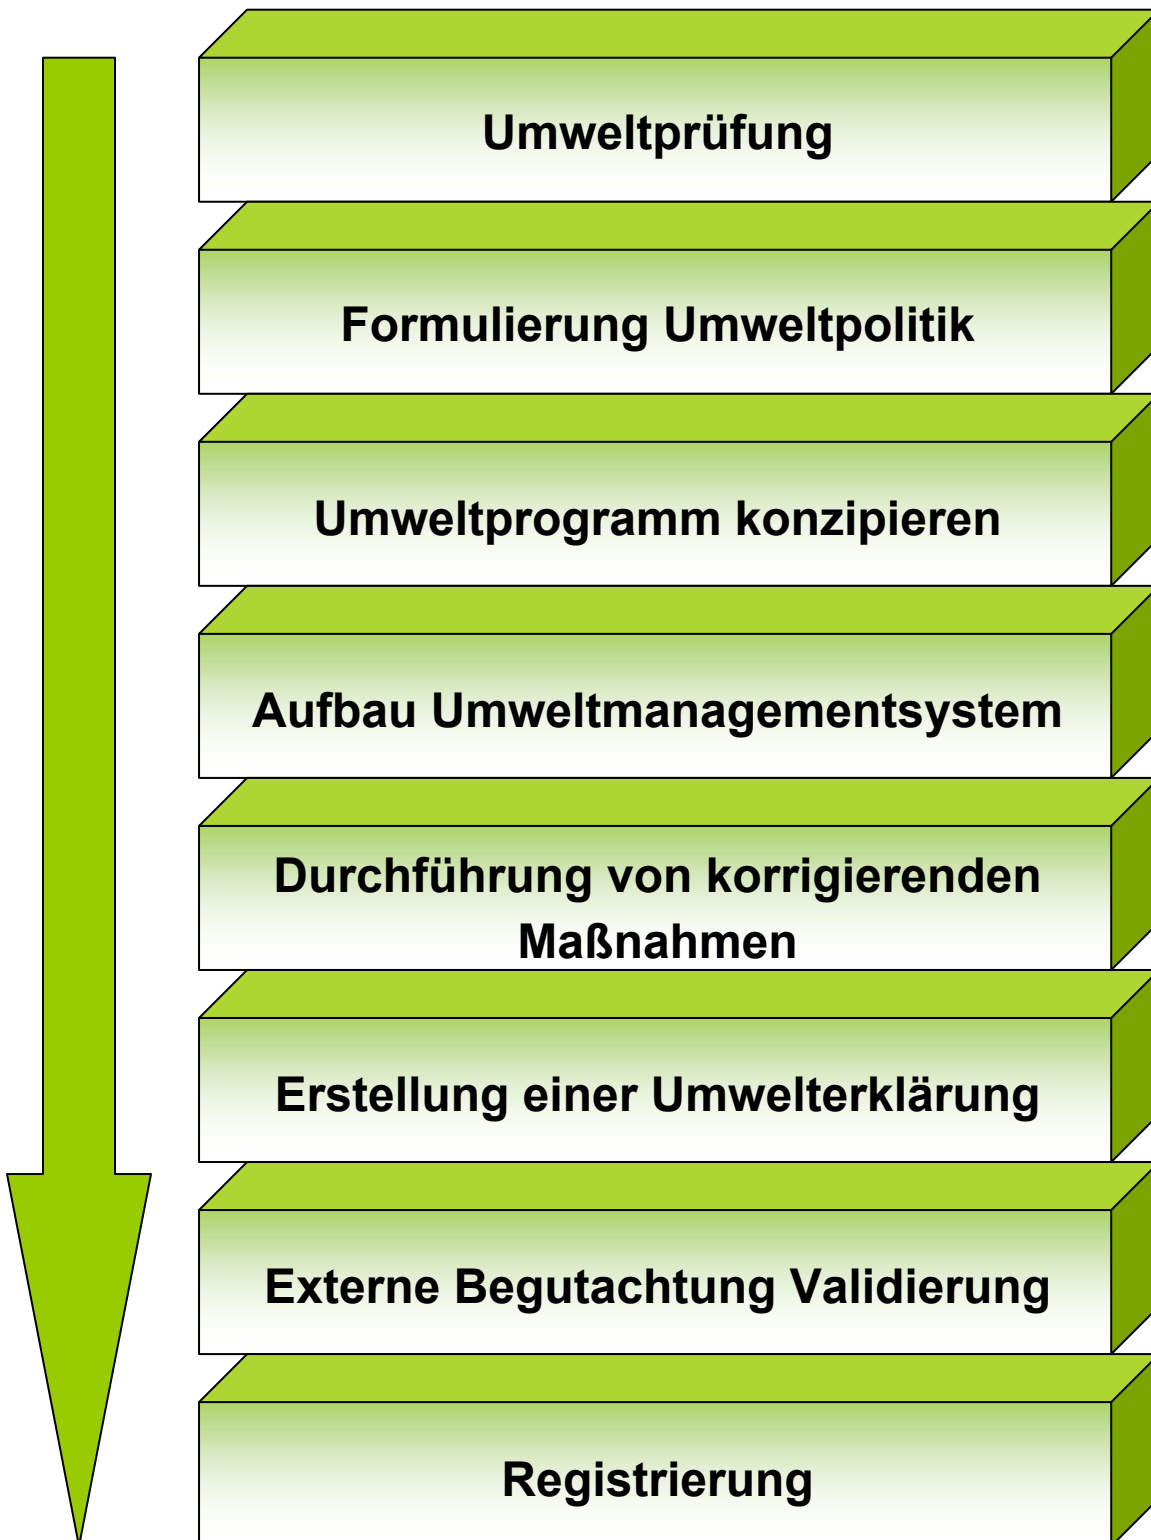 Umweltprüfung
Formulierung Umweltpolitik
Umweltprogramm konzipieren
Aufbau Umweltmanagementsystem
Durchführung von korrigierenden
Maßnahmen
Erstellung einer Umwelterklärung
Externe Begutachtung Validierung
Registrierung